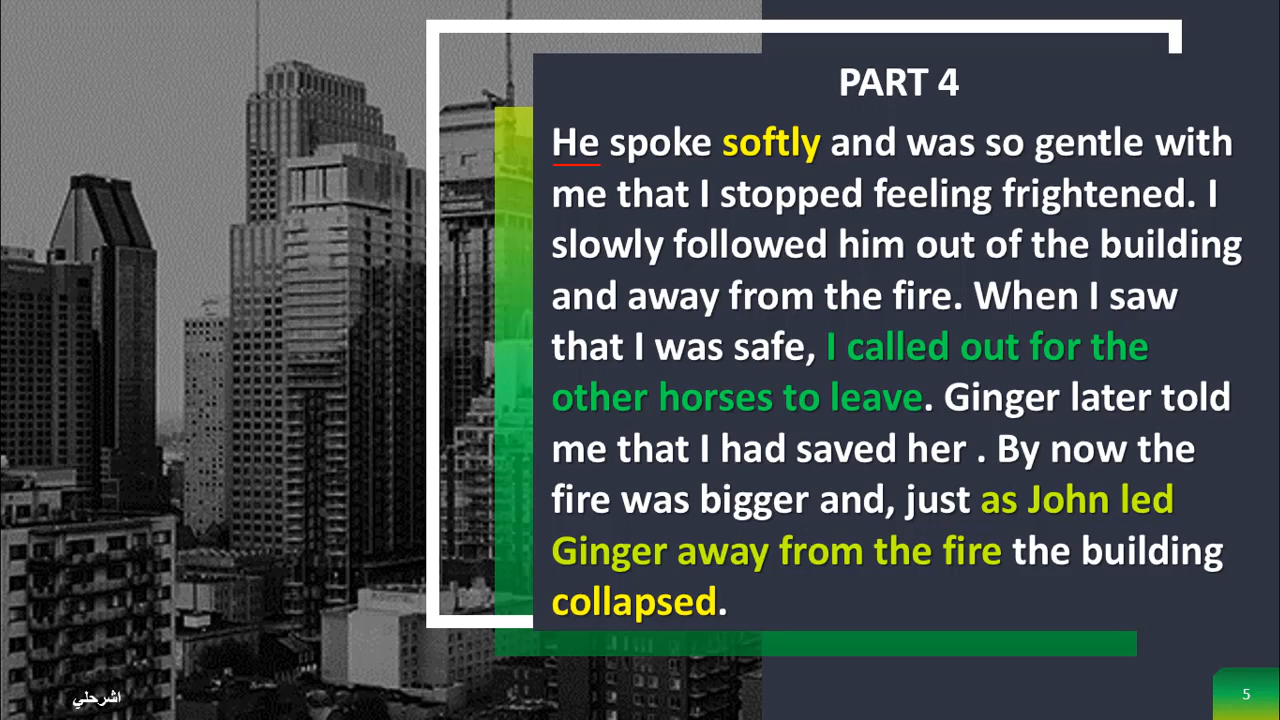 PART 4
He spoke softly and was so gentle with
me that I stopped feeling frightened. I
slowly followed him out of the building
and away from the fire. When I saw
that I was safe, I called out for the
other horses to leave. Ginger later told
me that I had saved her . By now the
fire was bigger and, just as John led
Ginger away from the fire the building
collapsed.
اشرحلي
5